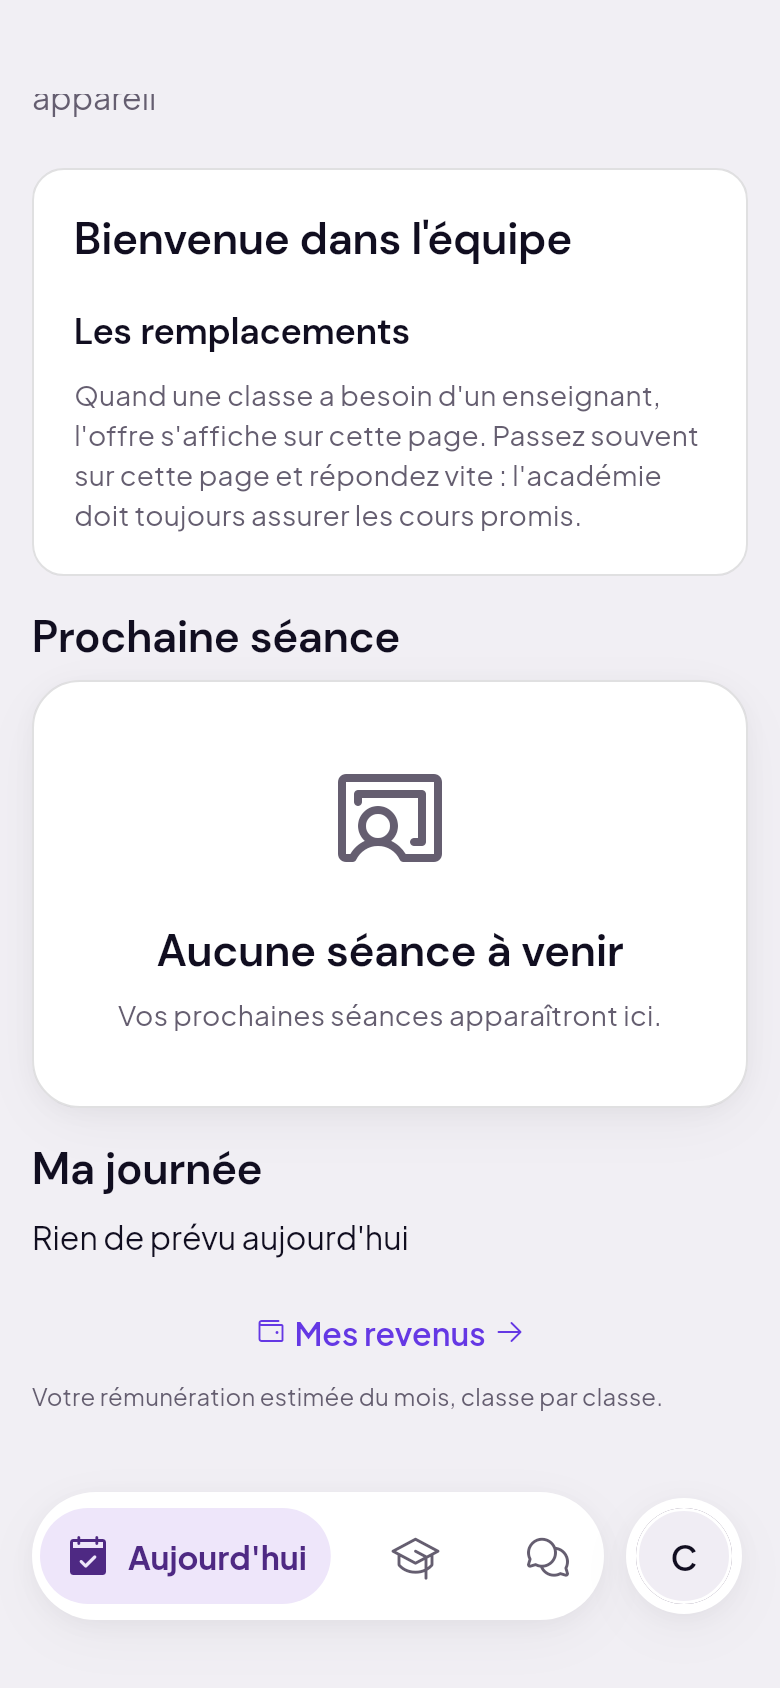 appareil
Bienvenue dans l'équipe
Les remplacements
Quand une classe a besoin d'un enseignant,
l'offre s'affiche sur cette page. Passez souvent
sur cette page et répondez vite : l'académie
doit toujours assurer les cours promis.
Prochaine séance
Aucune séance à venir
Vos prochaines séances apparaîtront ici.
Ma journée
Rien de prévu aujourd'hui
Mes revenus →
Votre rémunération estimée du mois, classe par classe.
Aujourd'hui
C